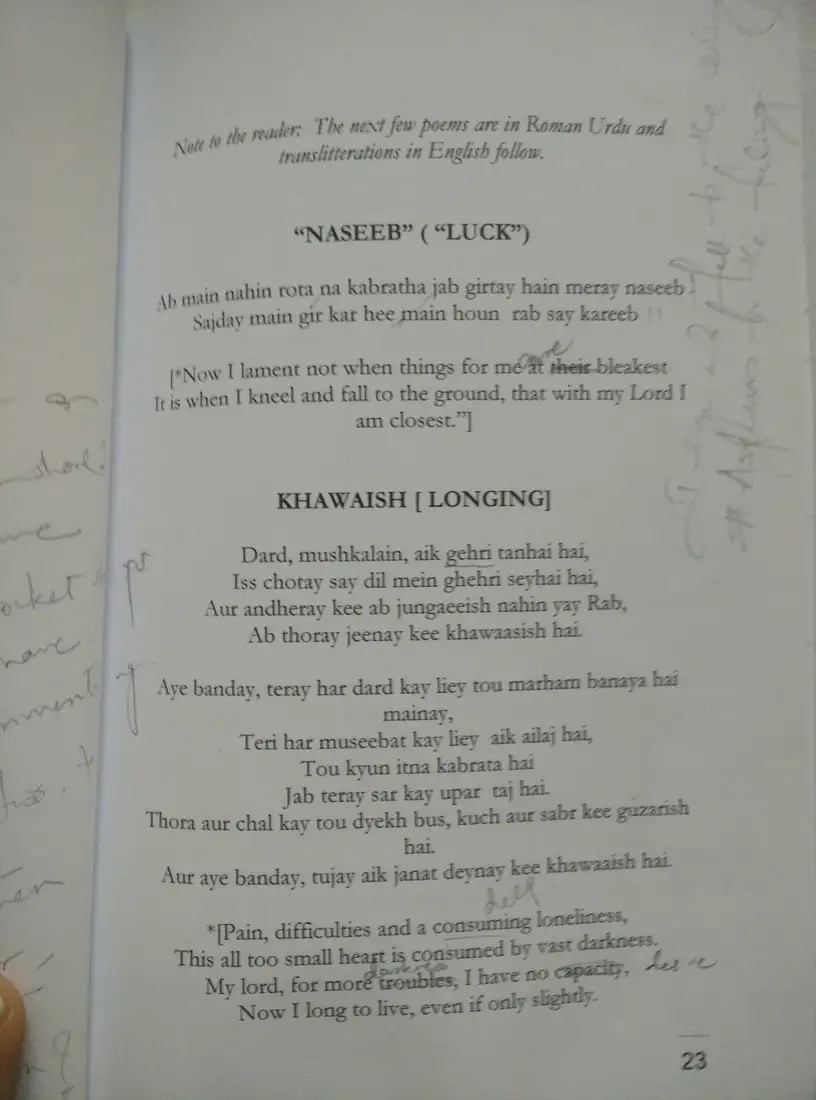 Note to the reader: The next few poems are in Roman Urdu and
translitterations in English follow.
“NASEEB” ( “LUCK”)
Ab main nahin rota na kabratha jab girtay hain meray naseeb
Sajday main gir kar hee main houn rab say kareeb
are
[*Now I lament not when things for me at their bleakest
It is when I kneel and fall to the ground, that with my Lord I
am closest.”]
KHAWAISH [ LONGING]
Dard, mushkalain, aik gehri tanhai hai,
Iss chotay say dil mein ghehri seyhai hai,
Aur andheray kee ab jungaeeish nahin yay Rab,
Ab thoray jeenay kee khawaasish hai.
Aye banday, teray har dard kay liey tou marham banaya hai
mainay,
Teri har museebat kay liey aik ailaj hai,
Tou kyun itna kabrata hai
Jab teray sar kay upar taj hai.
Thora aur chal kay tou dyekh bus, kuch aur sabr kee guzarish
hai.
Aur aye banday, tujay aik janat deynay kee khawaaish hai.
deep
*[Pain, difficulties and a consuming loneliness,
This all too small heart is consumed by vast darkness.
My lord, for more troubles, I have no capacity, desire
Now I long to live, even if only slightly.
23